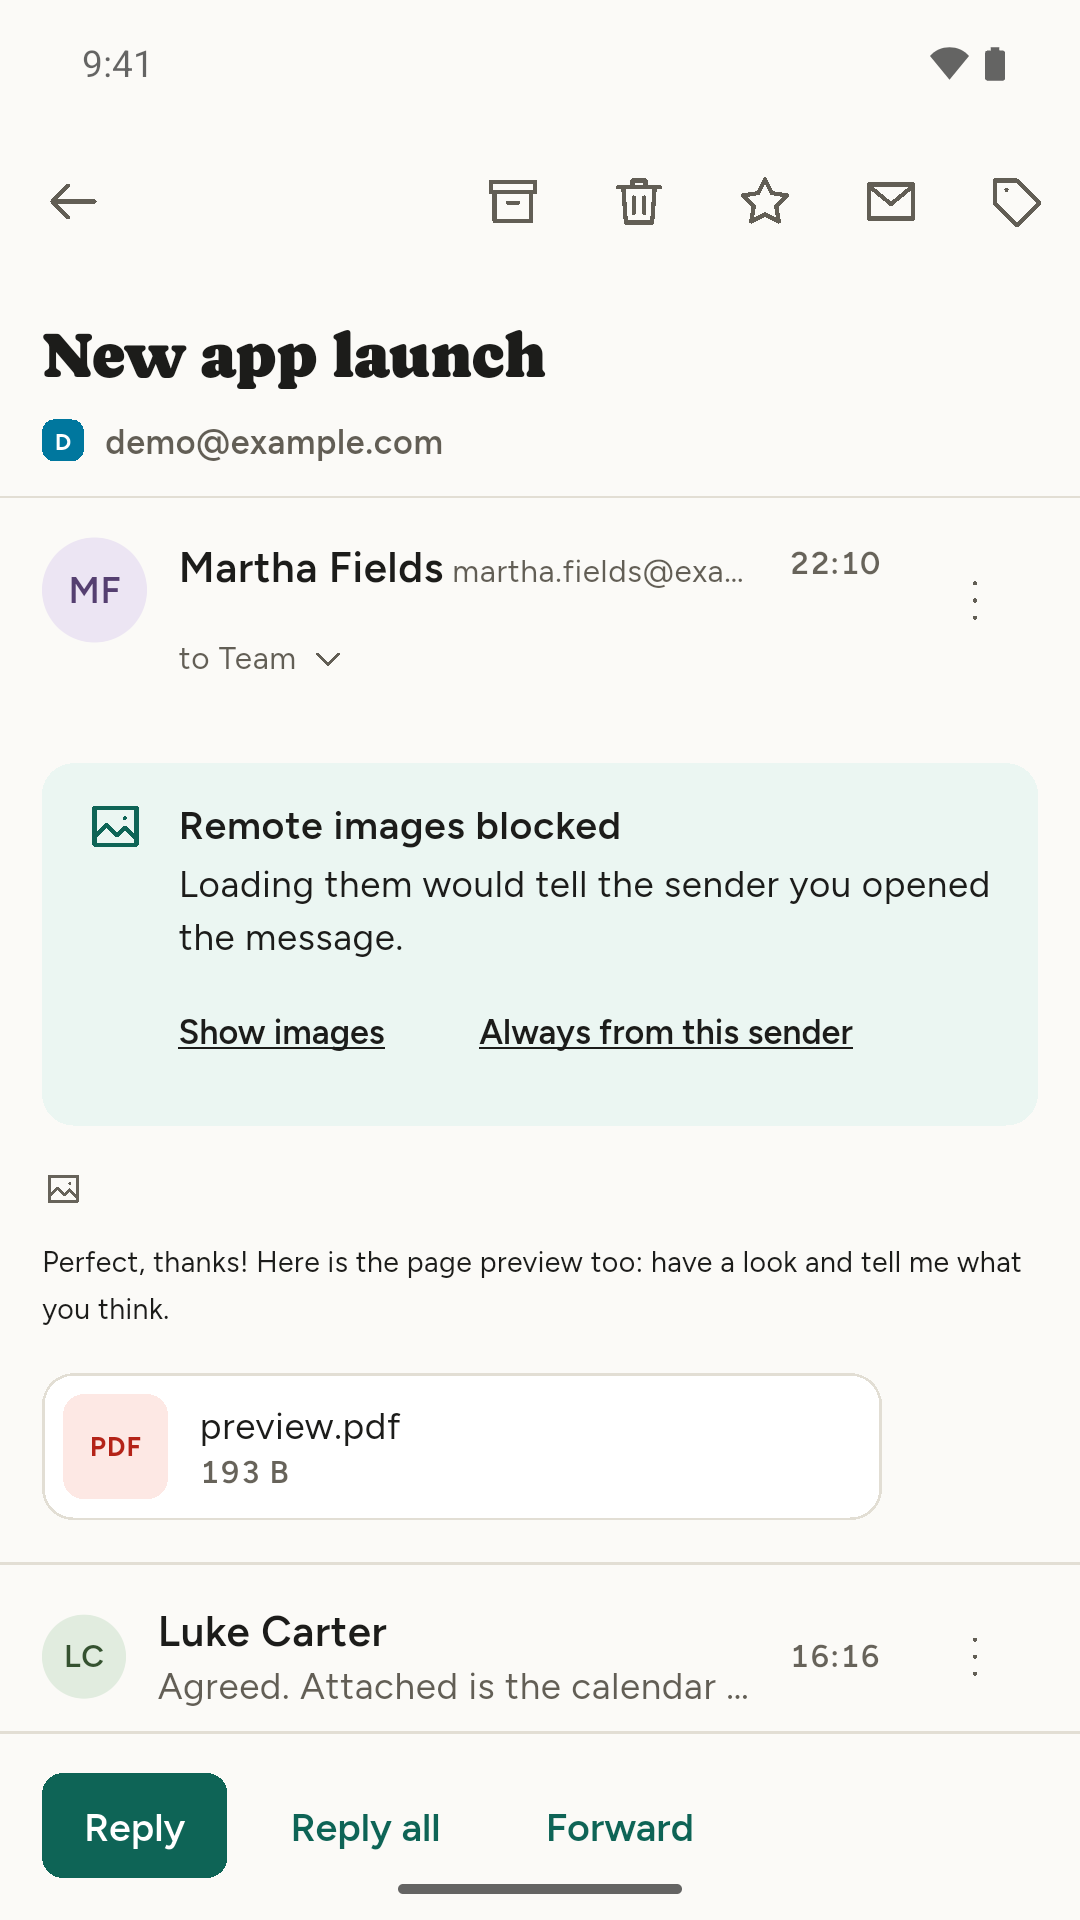 9:41
New app launch
D demo@example.com
MF Martha Fields martha.fields@exa... 22:10
to Team
Remote images blocked
Loading them would tell the sender you opened
the message.
Show images Always from this sender
Perfect, thanks! Here is the page preview too: have a look and tell me what
you think.
PDF preview.pdf
193 B
LC Luke Carter 16:16
Agreed. Attached is the calendar ...
Reply Reply all Forward